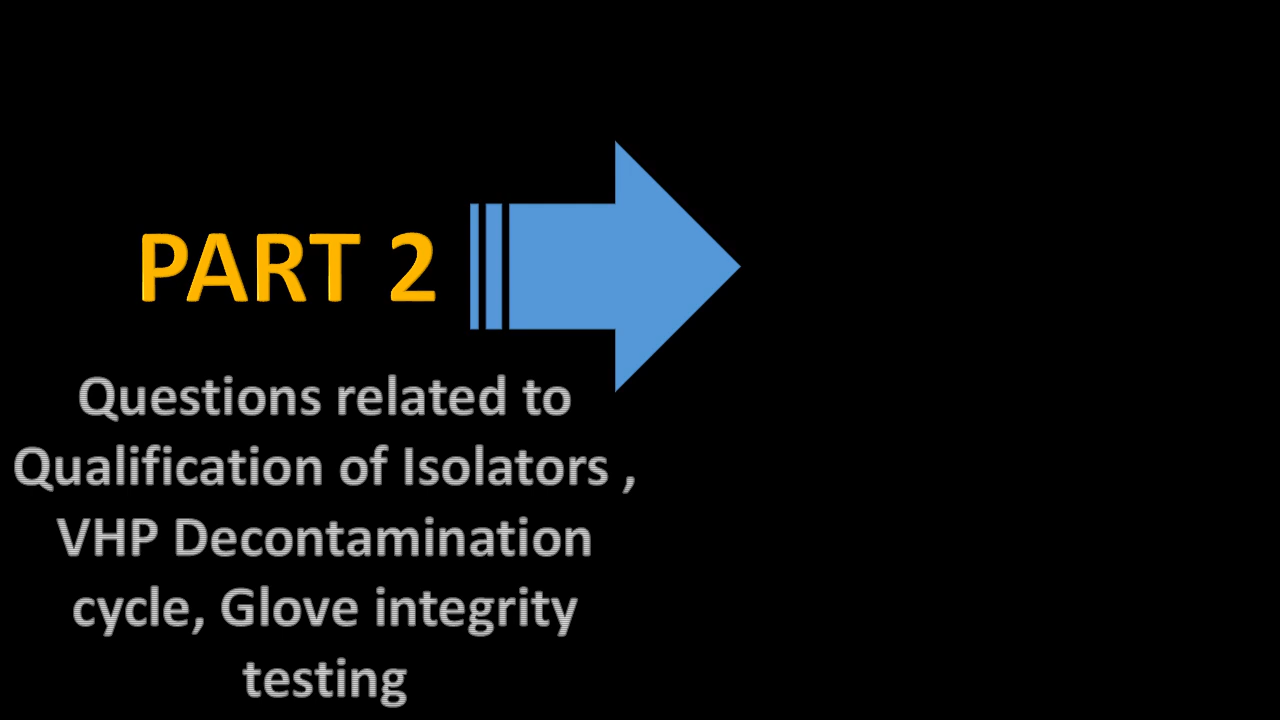 PART 2
Questions related to
Qualification of Isolators ,
VHP Decontamination
cycle, Glove integrity
testing